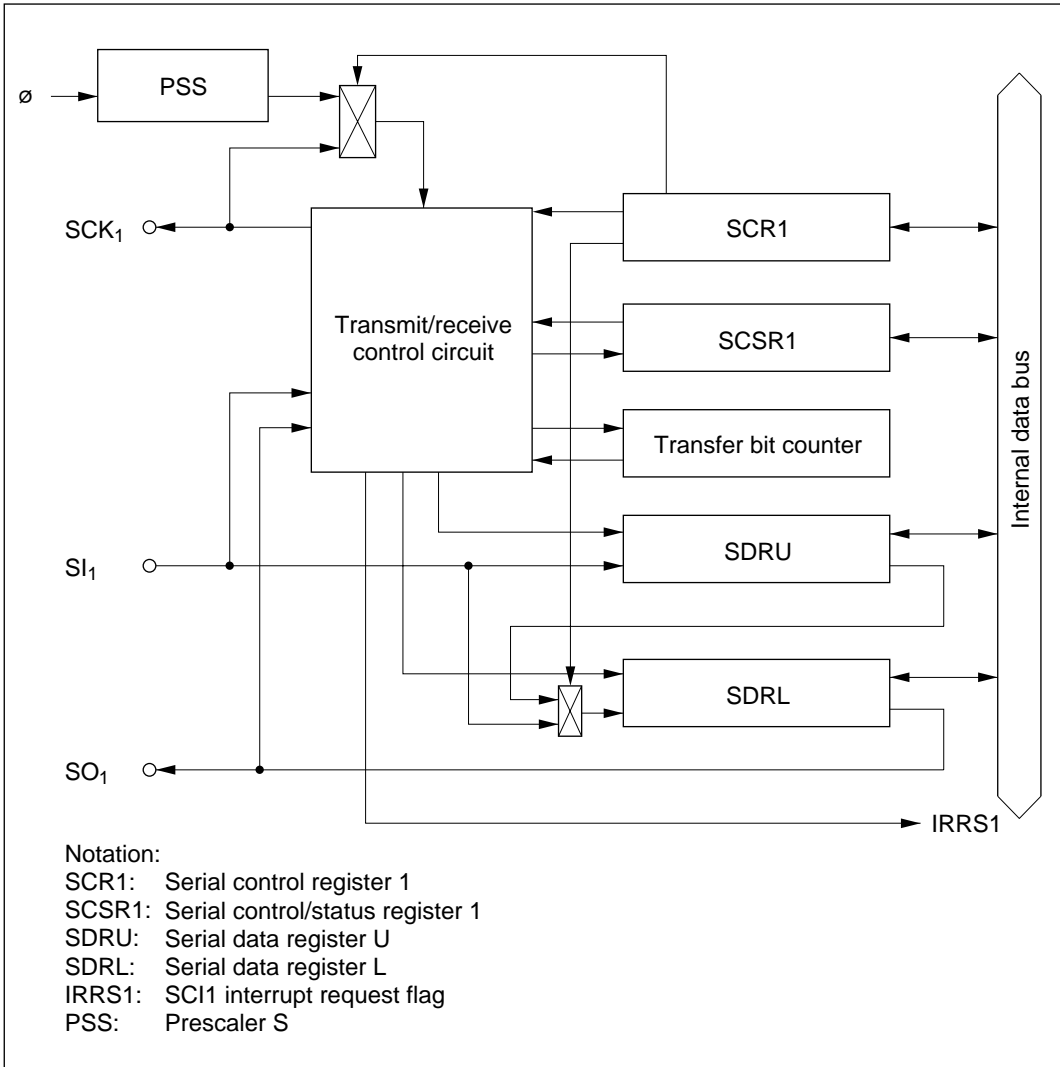 PSS
ø
SCK1
SCR1
Transmit/receive
control circuit
SCSR1
Transfer bit counter
Internal data bus
SI1
SDRU
SDRL
SO1
IRRS1
Notation:
SCR1: Serial control register 1
SCSR1: Serial control/status register 1
SDRU: Serial data register U
SDRL: Serial data register L
IRRS1: SCI1 interrupt request flag
PSS: Prescaler S